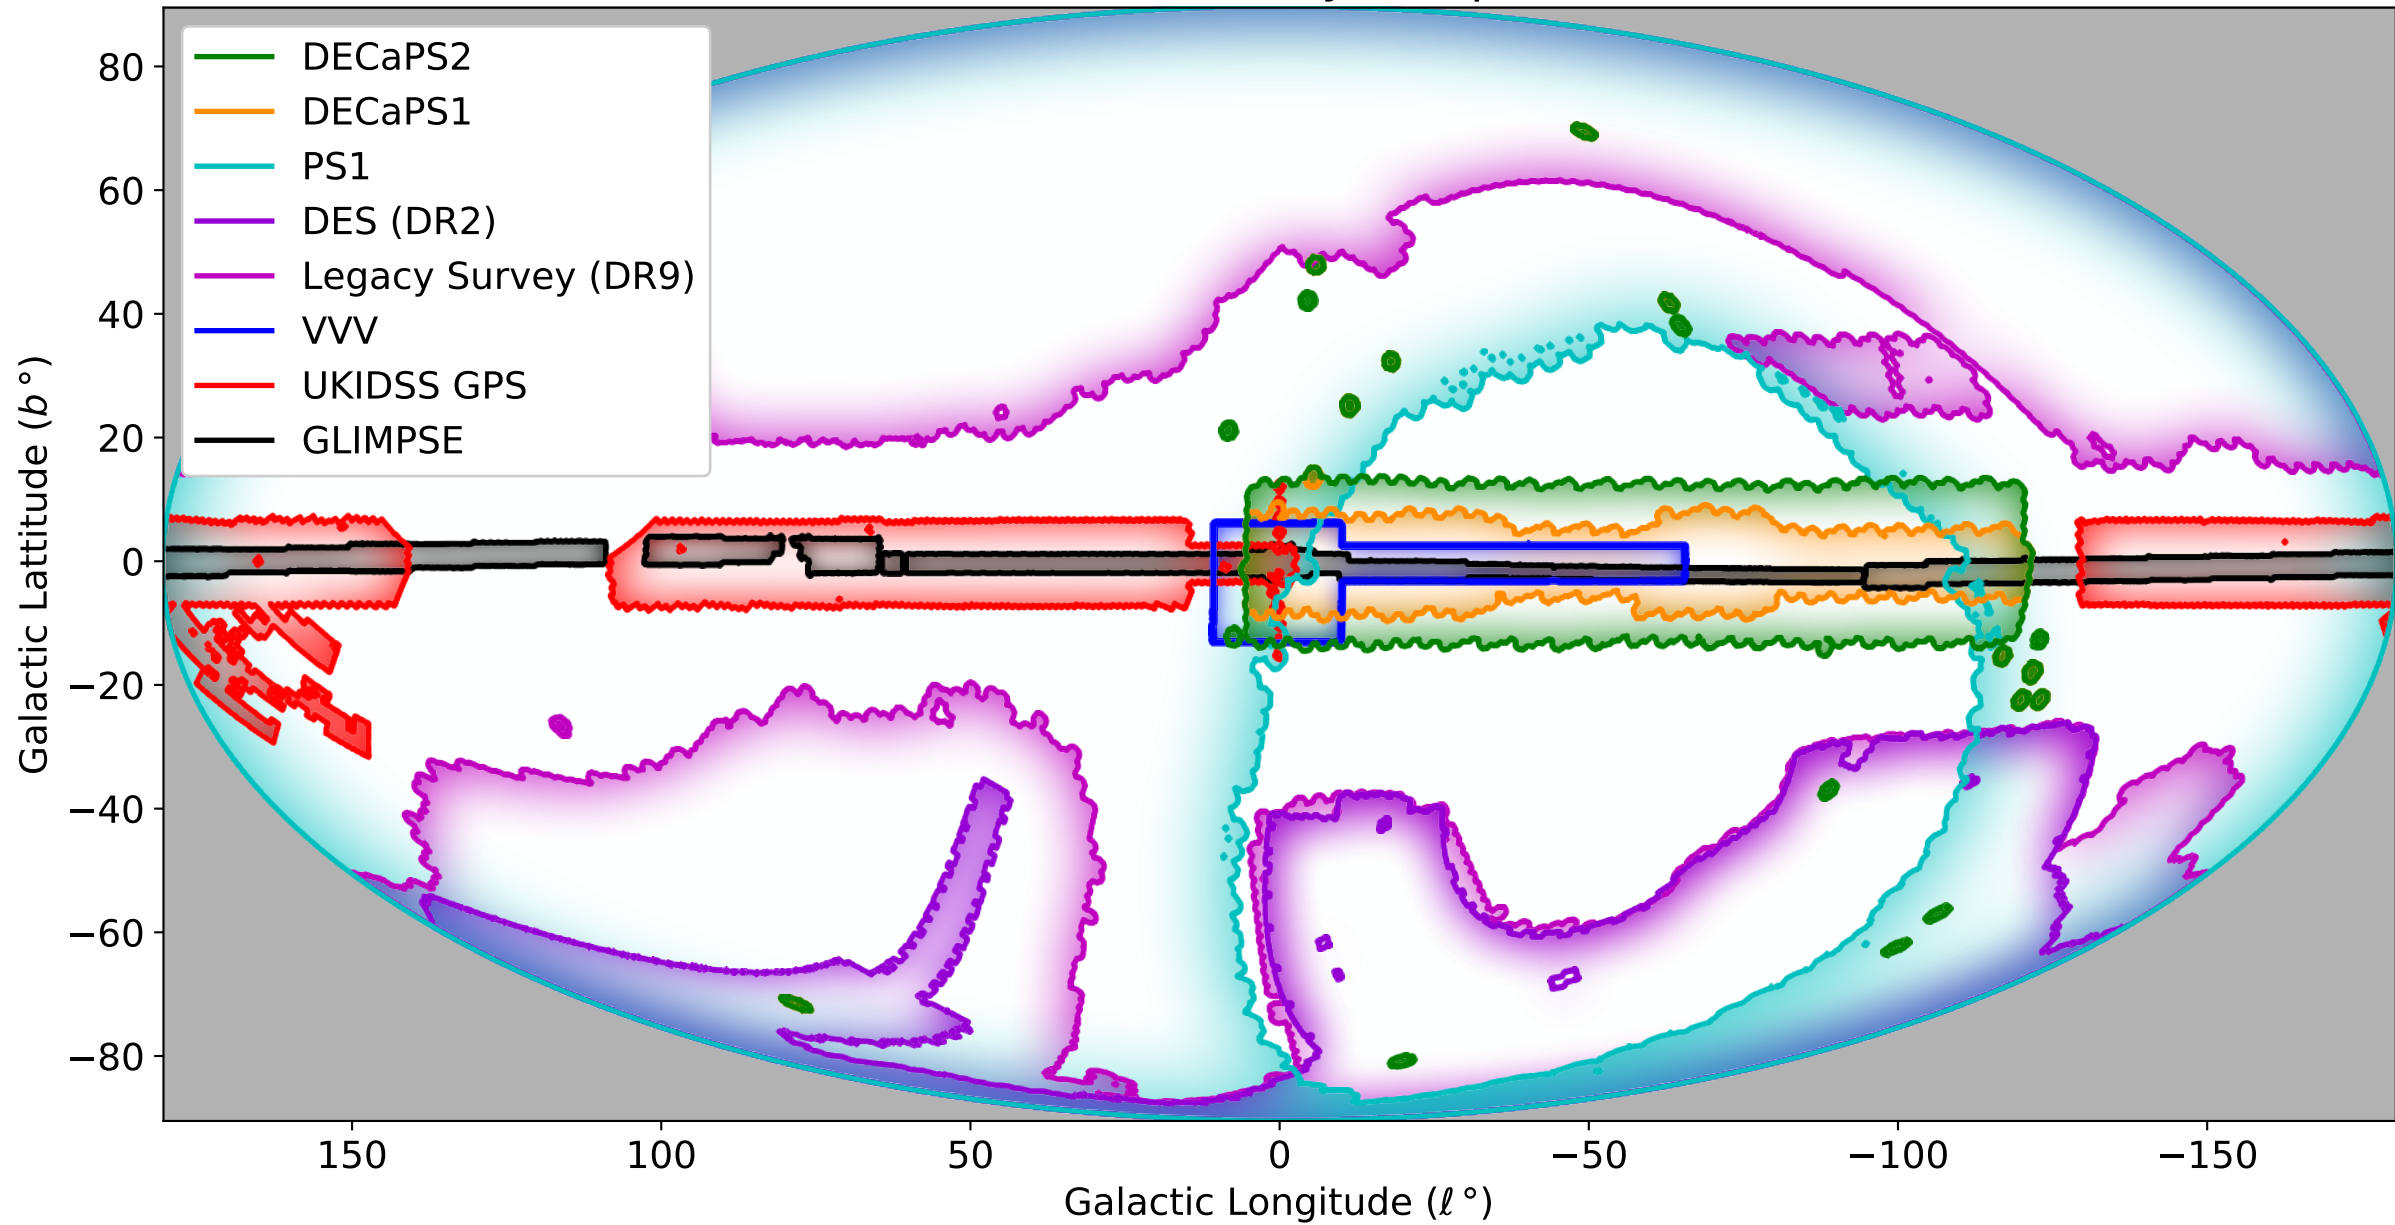 DECaPS2
DECaPS1
PS1
DES (DR2)
Legacy Survey (DR9)
VVV
UKIDSS GPS
GLIMPSE
80
60
40
20
0
−20
−40
−60
−80
Galactic Lattitude (b°)
150 100 50 0 −50 −100 −150
Galactic Longitude (ℓ°)